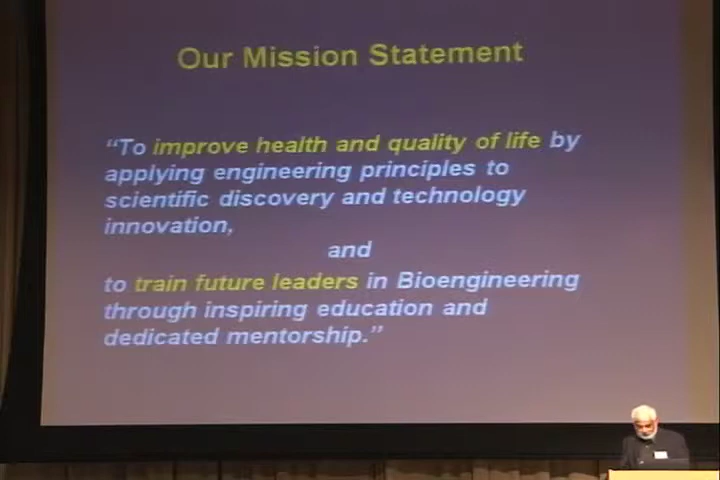 Our Mission Statement
“To improve health and quality of life by
applying engineering principles to
scientific discovery and technology
innovation,
and
to train future leaders in Bioengineering
through inspiring education and
dedicated mentorship.”